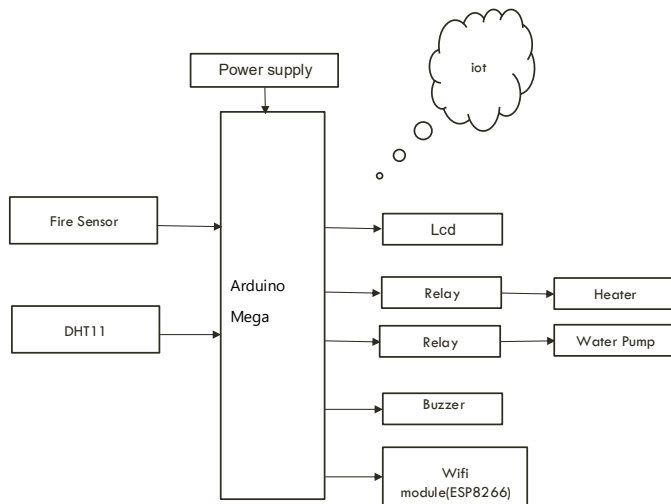 iot
Power supply
Fire Sensor
DHT11
Arduino
Mega
Lcd
Relay
Heater
Relay
Water Pump
Buzzer
Wifi
module(ESP8266)